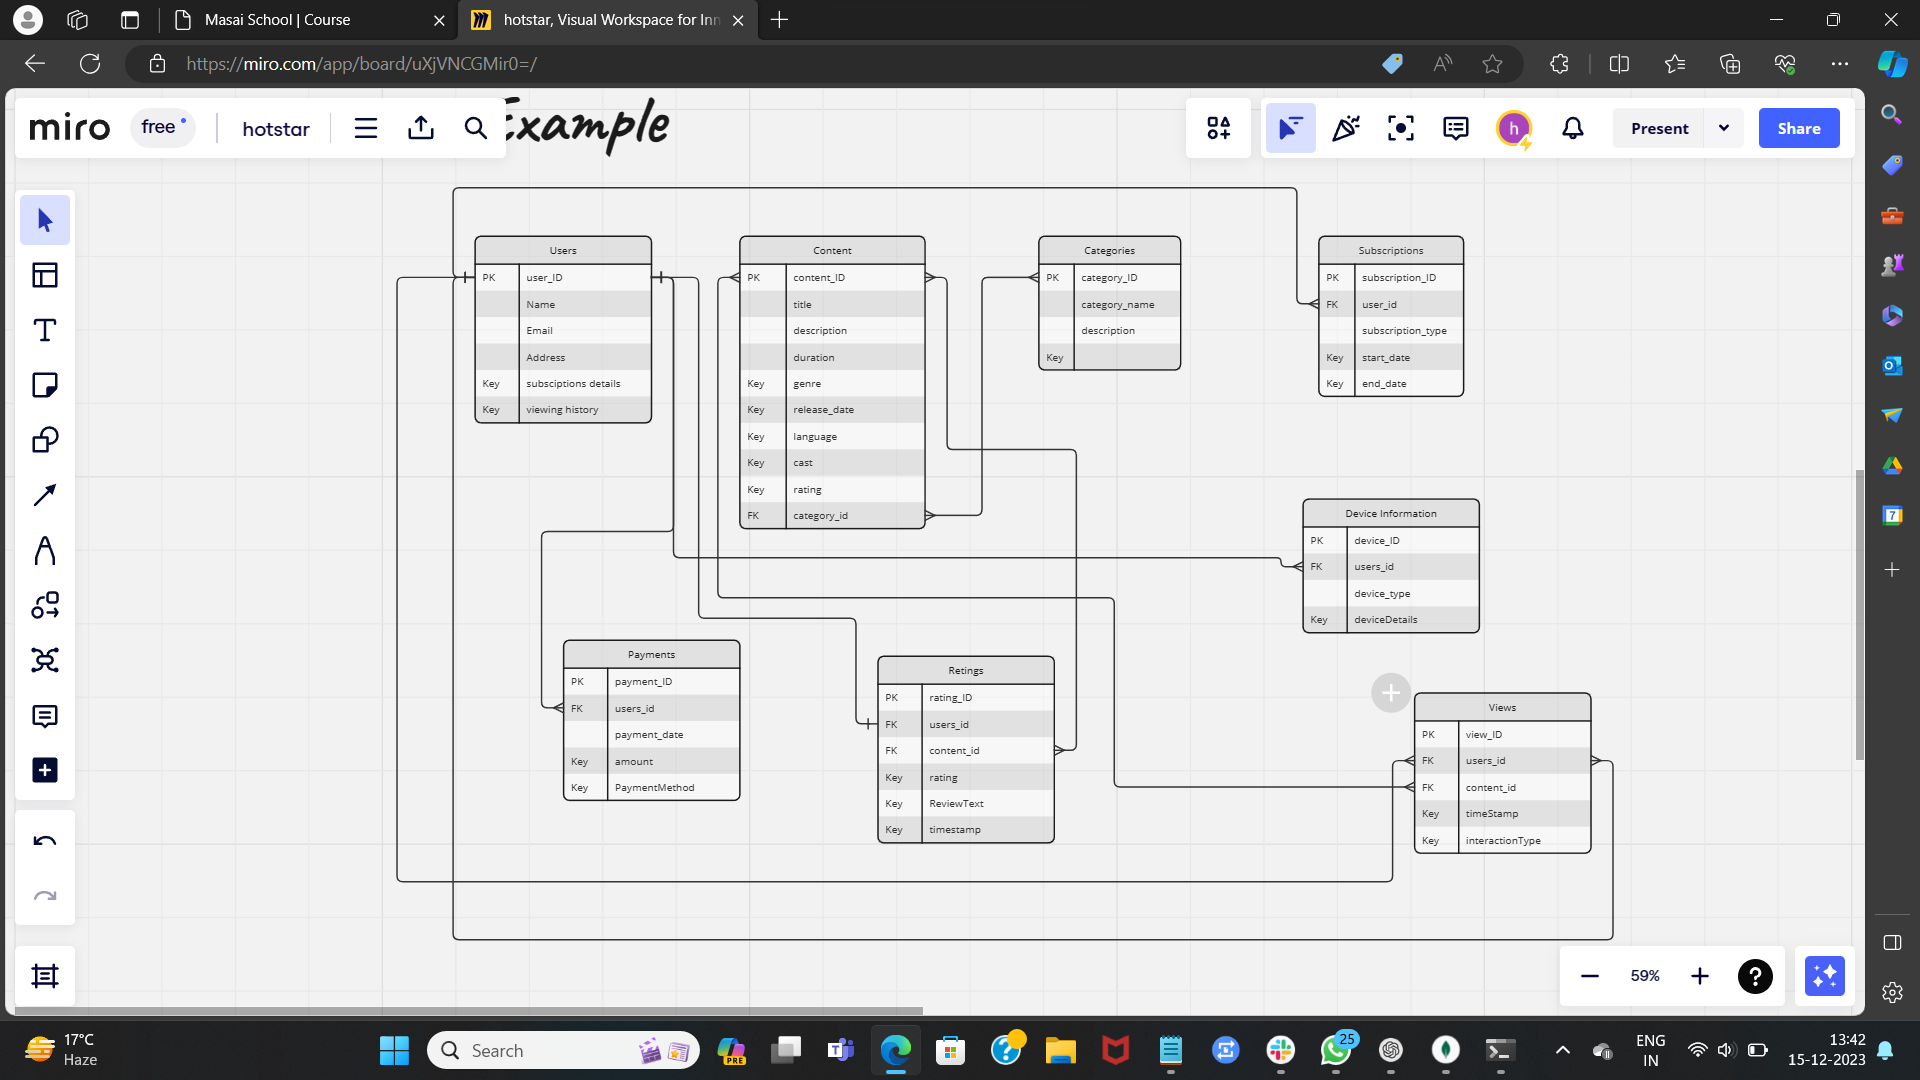 Masai School | Course
hotstar, Visual Workspace for Inn
https://miro.com/app/board/uXjVNCGMir0=/
miro
free
hotstar
Example
h
Present
Share
Users
PK user_ID
Name
Email
Address
Key subsciptions details
Key viewing history
Content
PK content_ID
title
description
duration
Key genre
Key release_date
Key language
Key cast
Key rating
FK category_id
Categories
PK category_ID
category_name
description
Key
Subscriptions
PK subscription_ID
FK user_id
subscription_type
Key start_date
Key end_date
Device Information
PK device_ID
FK users_id
device_type
Key deviceDetails
Payments
PK payment_ID
FK users_id
payment_date
Key amount
Key PaymentMethod
Retings
PK rating_ID
FK users_id
FK content_id
Key rating
Key ReviewText
Key timestamp
Views
PK view_ID
FK users_id
FK content_id
Key timeStamp
Key interactionType
59%
?
7
17°C
Haze
Search
PRE
25
ENG
IN
13:42
15-12-2023